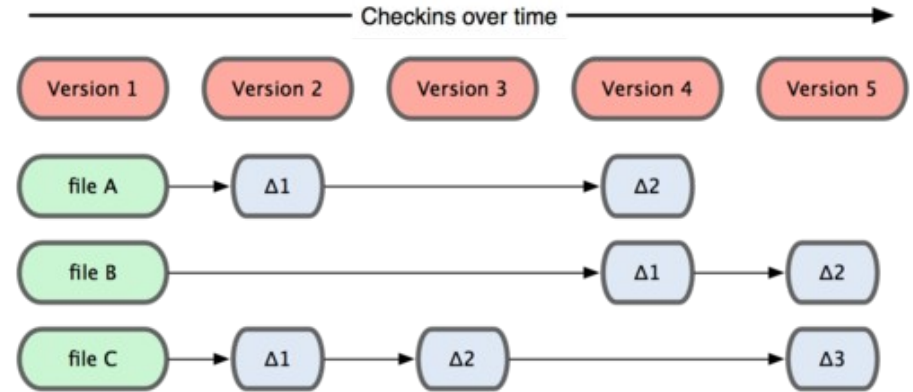 Checkins over time
Version 1 Version 2 Version 3 Version 4 Version 5
file A Δ1 Δ2
file B Δ1 Δ2
file C Δ1 Δ2 Δ3